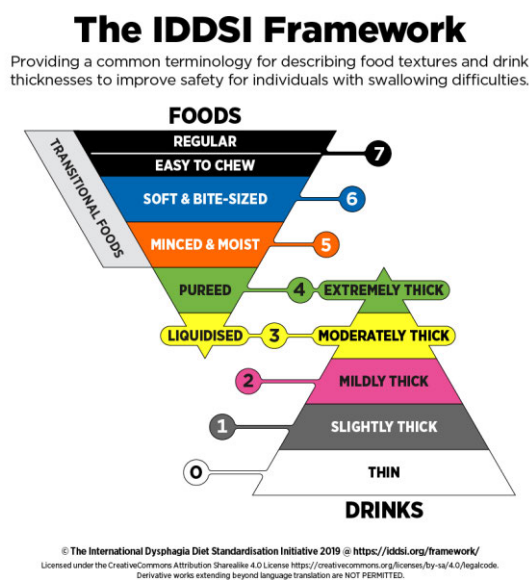 The IDDSI Framework
Providing a common terminology for describing food textures and drink
thicknesses to improve safety for individuals with swallowing difficulties.
FOODS
TRANSITIONAL FOODS
REGULAR
EASY TO CHEW
7
SOFT & BITE-SIZED
6
MINCED & MOIST
5
PUREED
4
EXTREMELY THICK
LIQUIDISED
3
MODERATELY THICK
2
MILDLY THICK
1
SLIGHTLY THICK
0
THIN
DRINKS
© The International Dysphagia Diet Standardisation Initiative 2019 @ https://iddsi.org/framework/
Licensed under the CreativeCommons Attribution Sharealike 4.0 License https://creativecommons.org/licenses/by-sa/4.0/legalcode.
Derivative works extending beyond language translation are NOT PERMITTED.